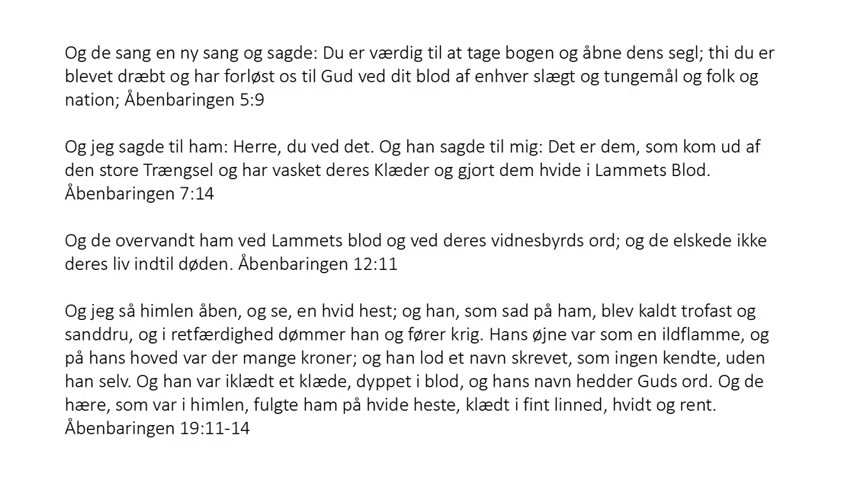 Og de sang en ny sang og sagde: Du er værdig til at tage bogen og åbne dens segl; thi du er
blevet dræbt og har forløst os til Gud ved dit blod af enhver slægt og tungemål og folk og
nation; Åbenbaringen 5:9
Og jeg sagde til ham: Herre, du ved det. Og han sagde til mig: Det er dem, som kom ud af
den store Trængsel og har vasket deres Klæder og gjort dem hvide i Lammets Blod.
Åbenbaringen 7:14
Og de overvandt ham ved Lammets blod og ved deres vidnesbyrds ord; og de elskede ikke
deres liv indtil døden. Åbenbaringen 12:11
Og jeg så himlen åben, og se, en hvid hest; og han, som sad på ham, blev kaldt trofast og
sanddru, og i retfærdighed dømmer han og fører krig. Hans øjne var som en ildflamme, og
på hans hoved var der mange kroner; og han lod et navn skrevet, som ingen kendte, uden
han selv. Og han var iklædt et klæde, dyppet i blod, og hans navn hedder Guds ord. Og de
hære, som var i himlen, fulgte ham på hvide heste, klædt i fint linned, hvidt og rent.
Åbenbaringen 19:11-14